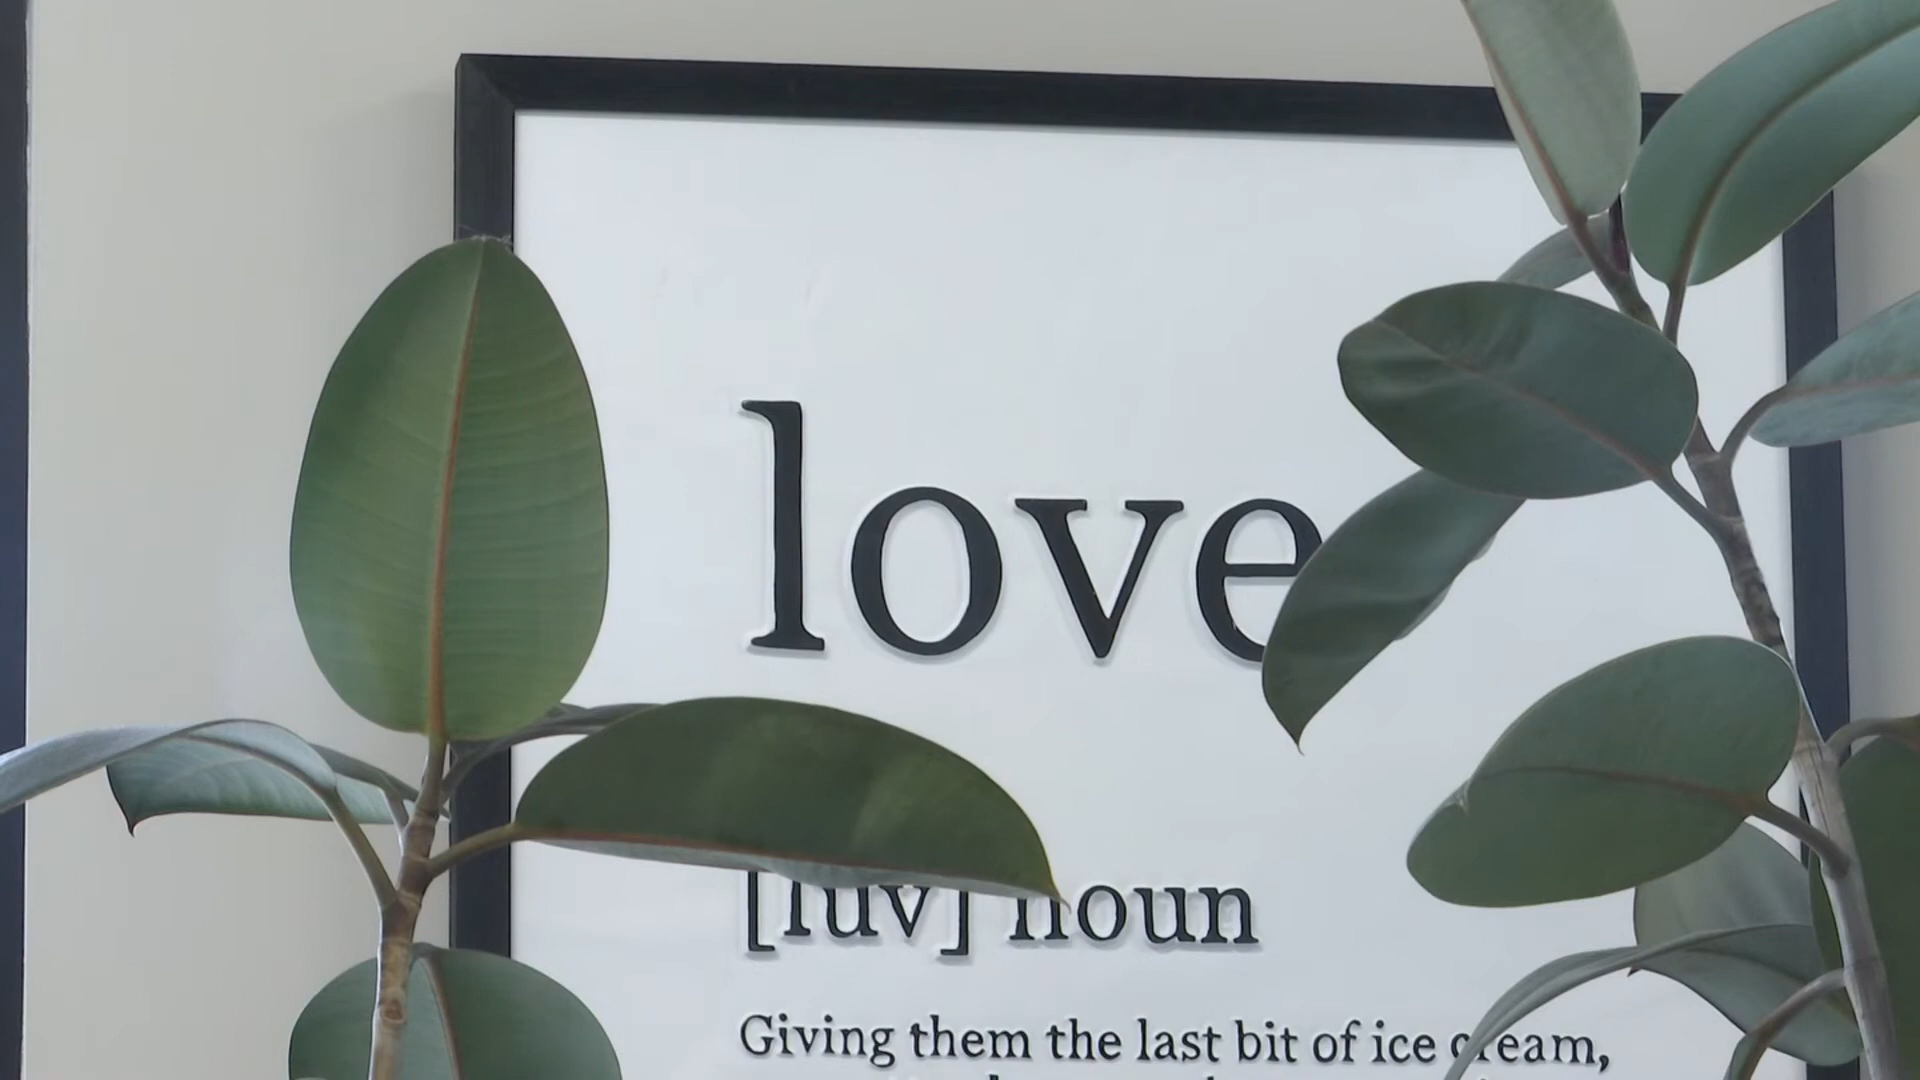 love
[luv] noun
Giving them the last bit of ice cream,